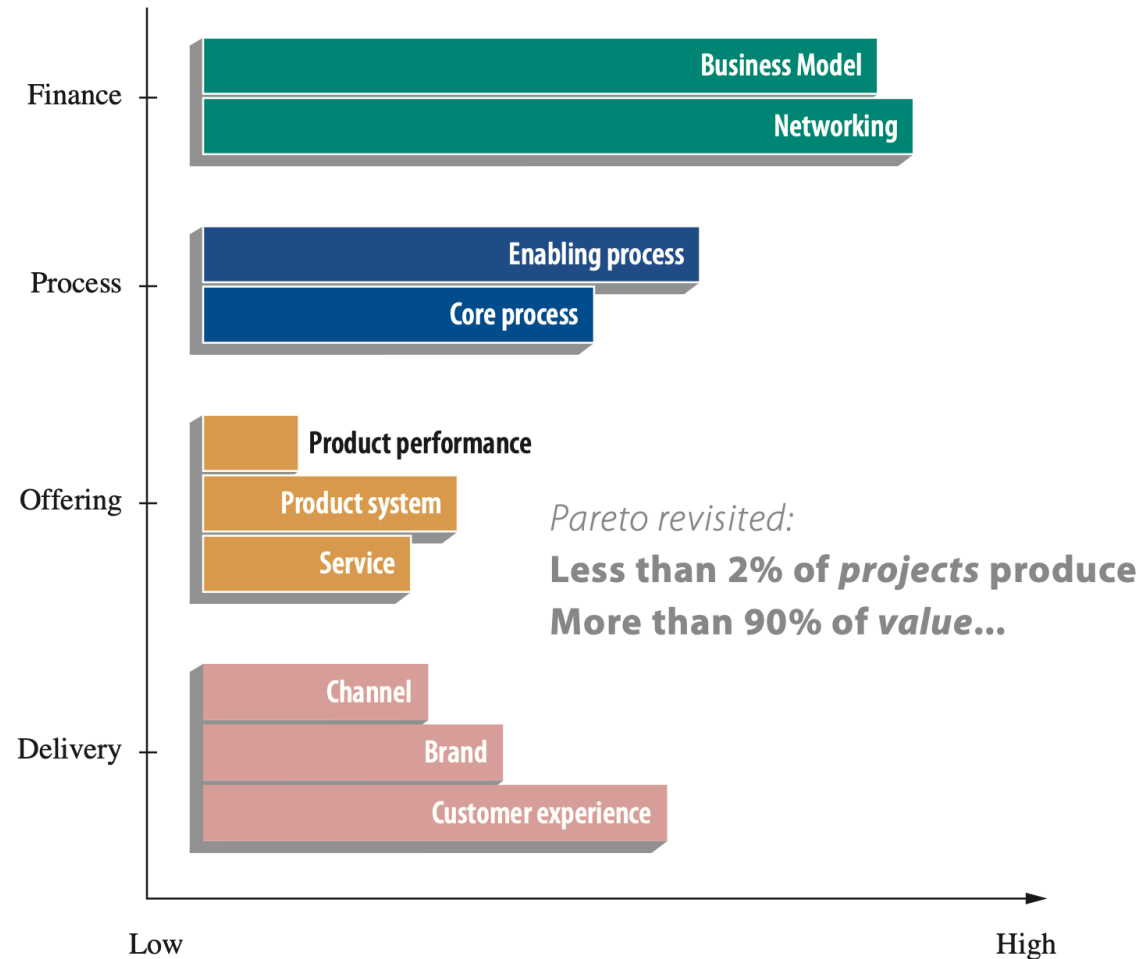 Business Model
Finance
Networking
Enabling process
Process
Core process
Product performance
Offering
Product system
Service
Pareto revisited:
Less than 2% of projects produce
More than 90% of value...
Channel
Delivery
Brand
Customer experience
Low
High